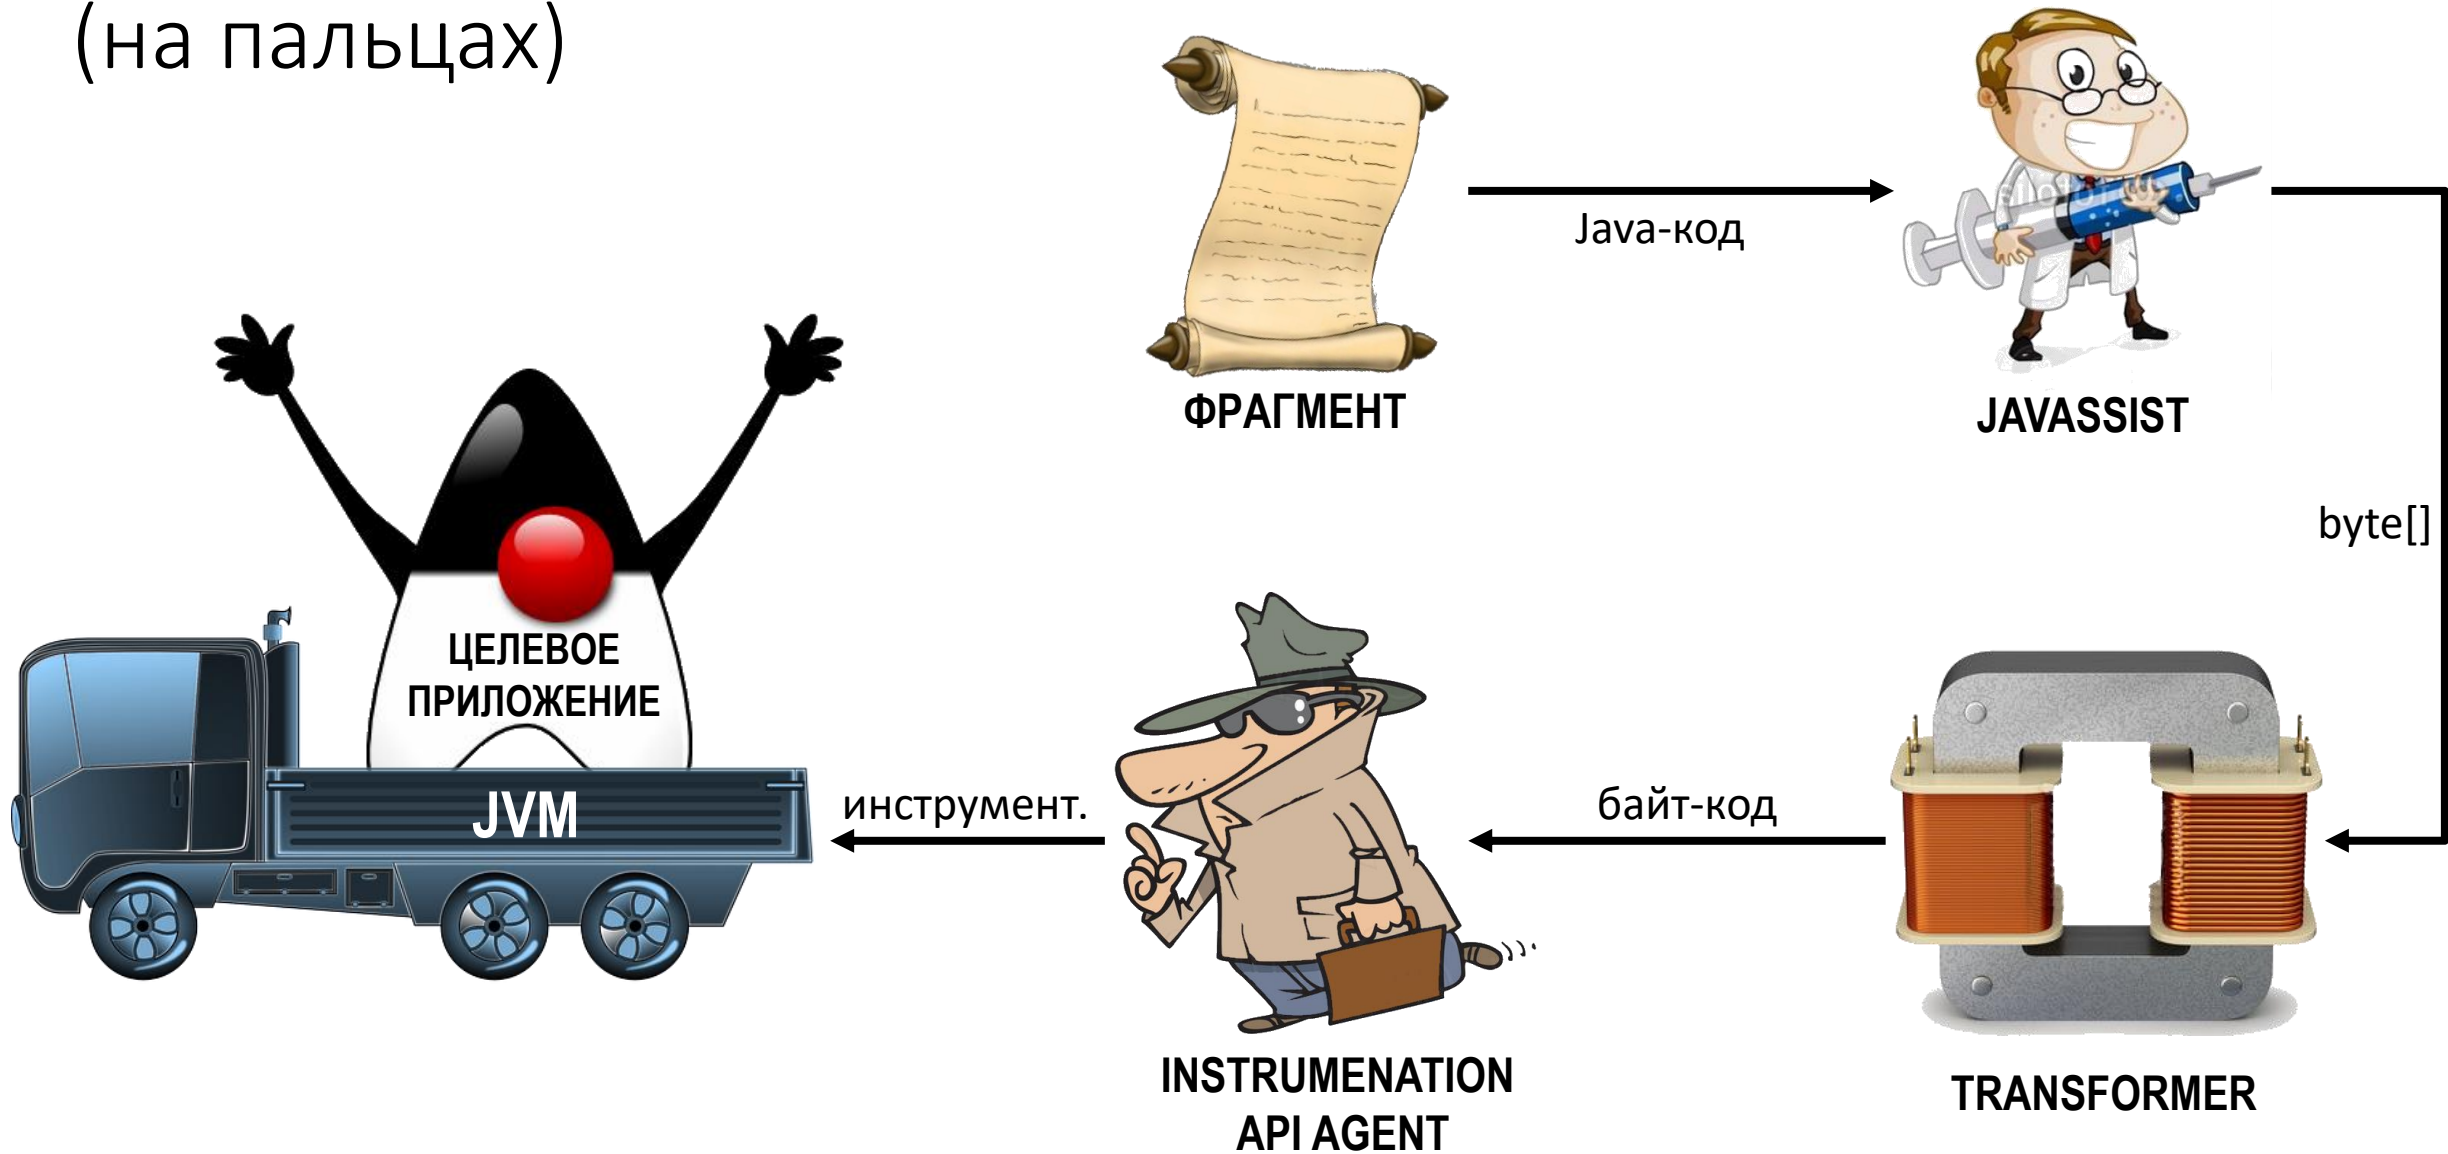 (на пальцах)
Java-код
ФРАГМЕНТ
JAVASSIST
byte[]
ЦЕЛЕВОЕ
ПРИЛОЖЕНИЕ
JVM
инструмент.
байт-код
INSTRUMENATION
API AGENT
TRANSFORMER